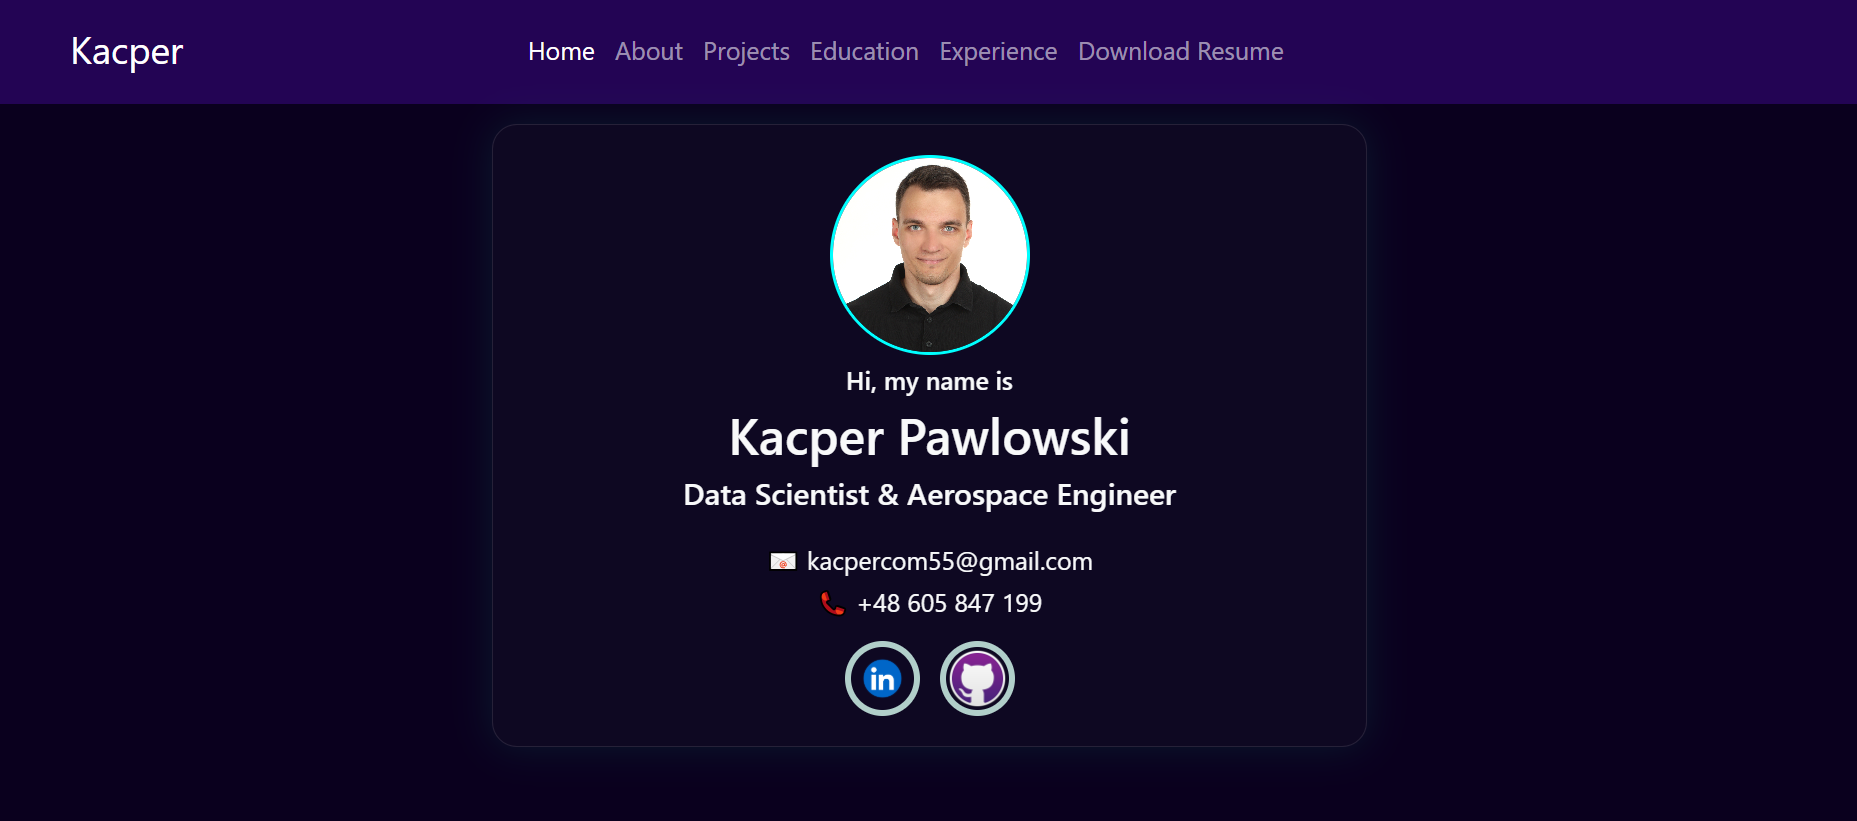 Kacper
Home About Projects Education Experience Download Resume
Hi, my name is
Kacper Pawlowski
Data Scientist & Aerospace Engineer
kacpercom55@gmail.com
+48 605 847 199
in